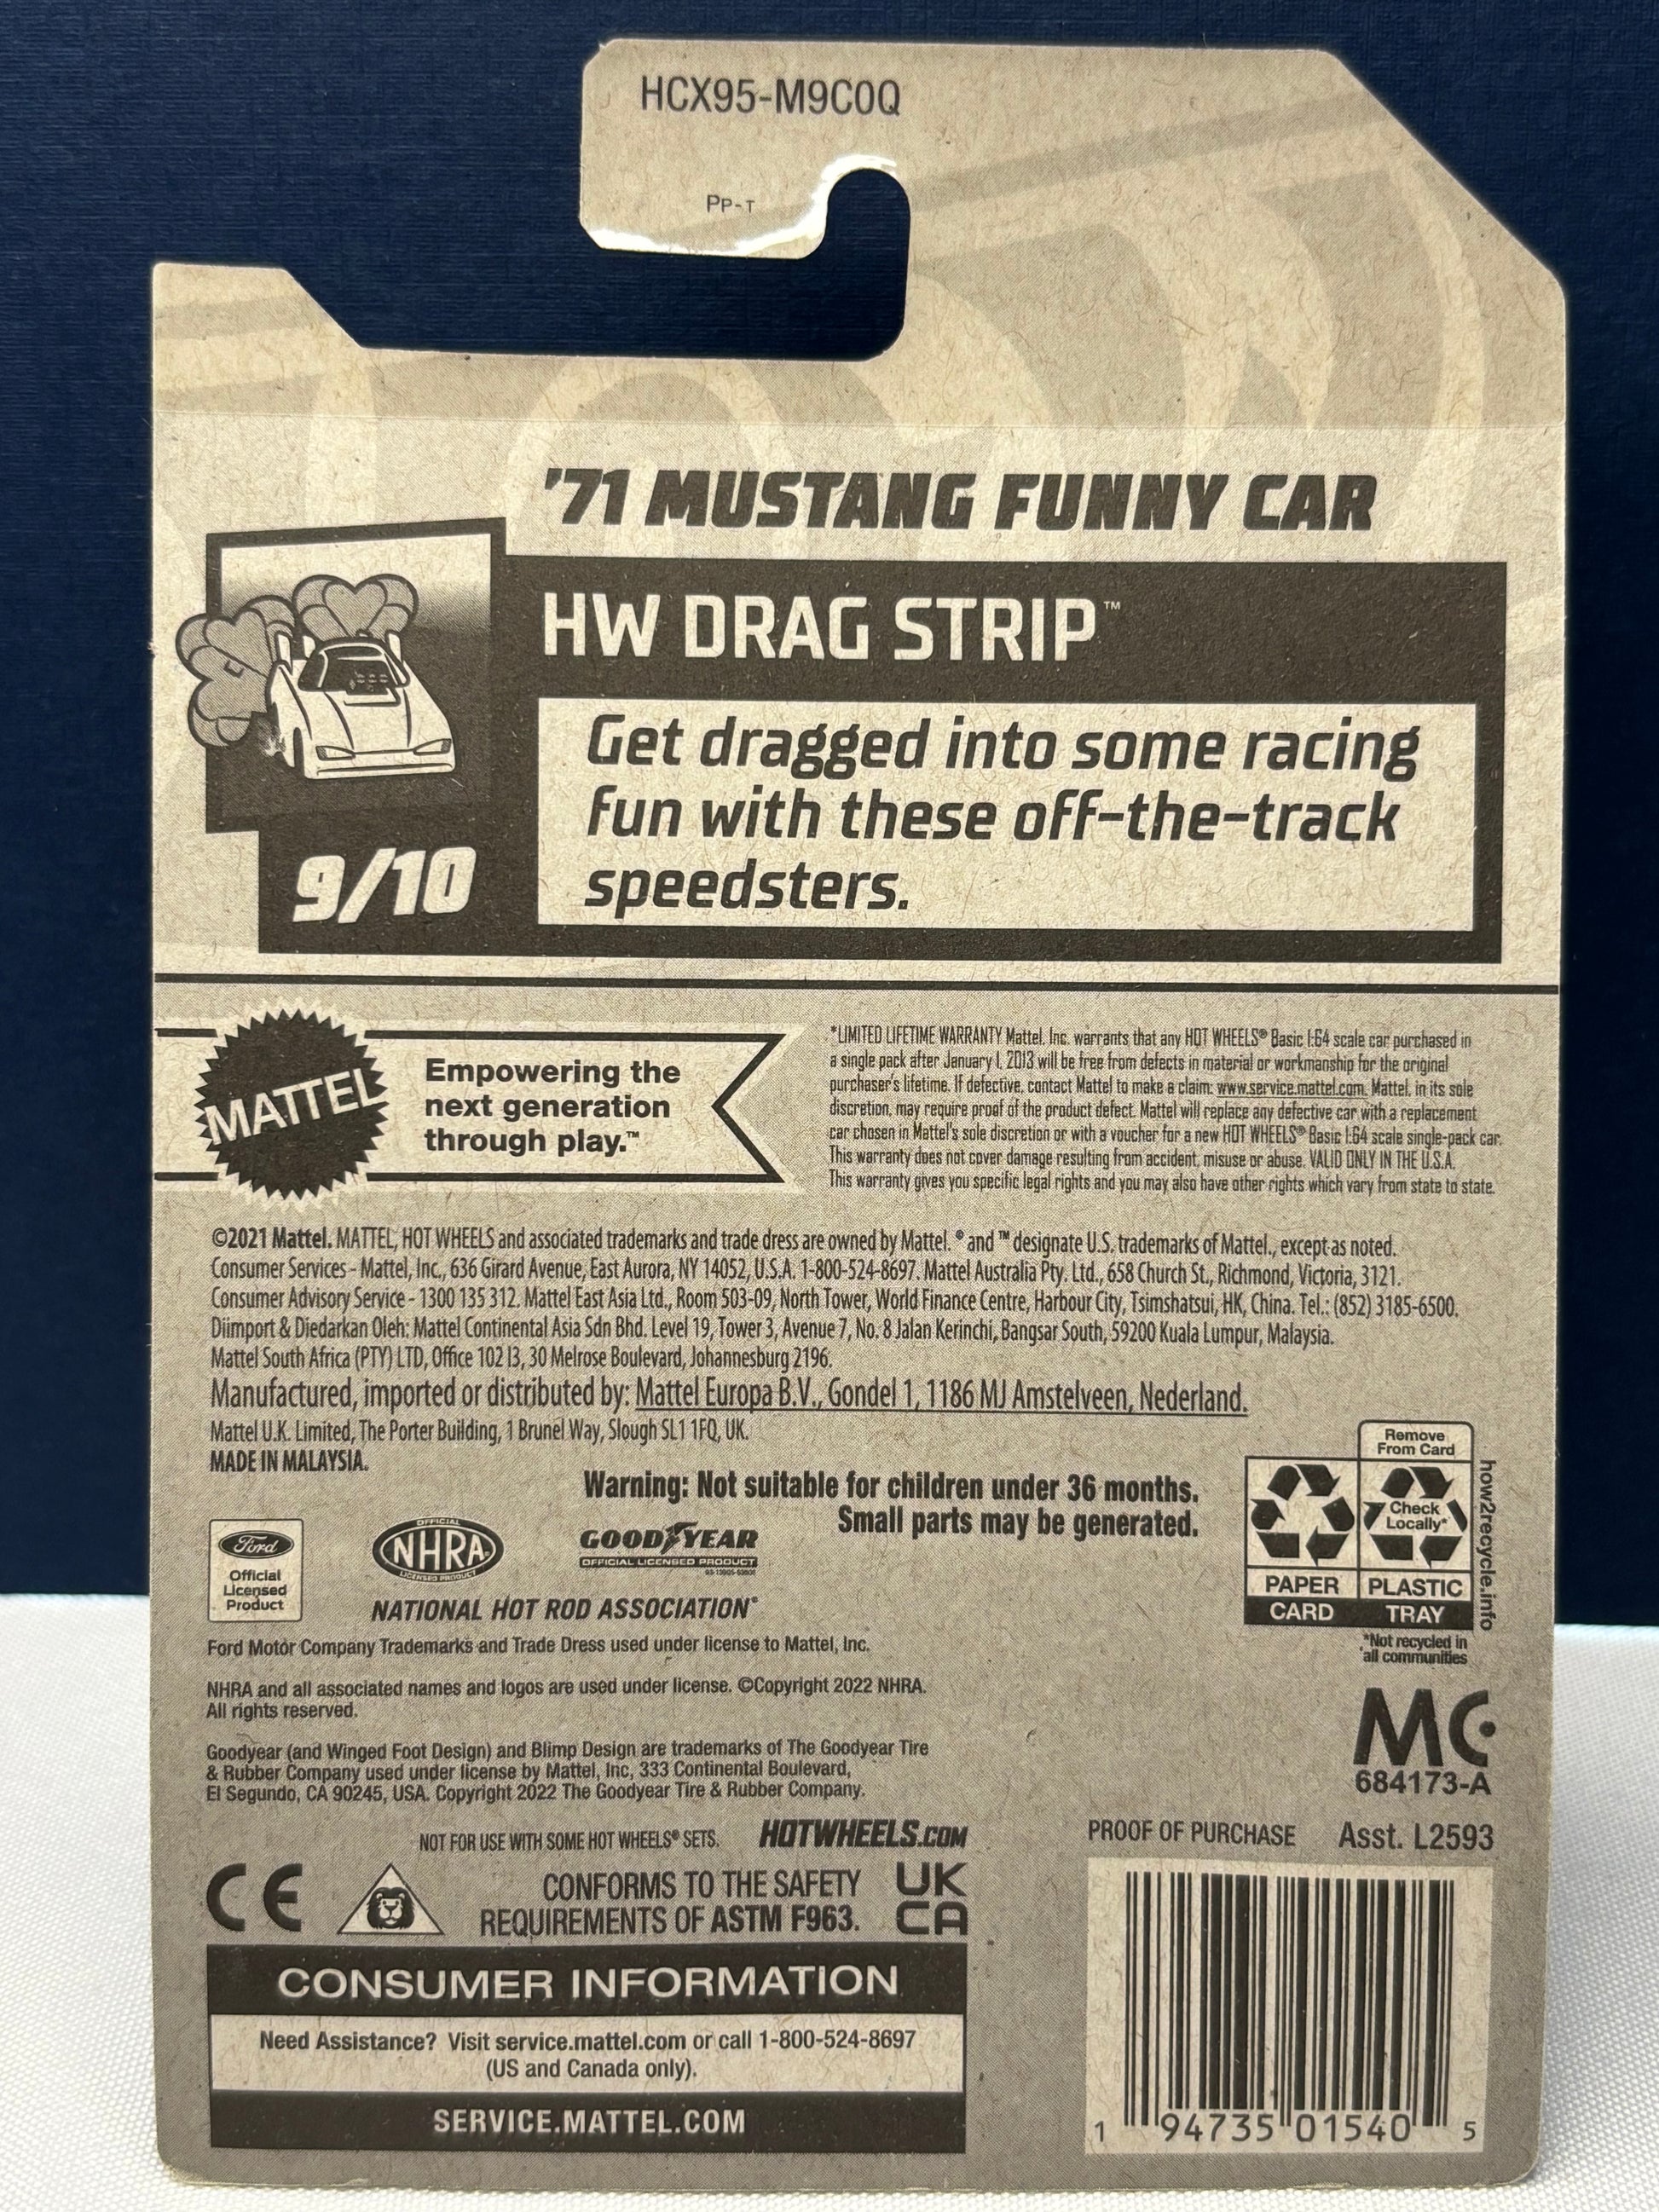 HCX95-M9C0Q
PP-T
'71 MUSTANG FUNNY CAR
HW DRAG STRIP™
Get dragged into some racing
fun with these off-the-track
speedsters.
9/10
MATTEL
Empowering the
next generation
through play.™
*LIMITED LIFETIME WARRANTY Mattel, Inc. warrants that any HOT WHEELS® Basic 1:64 scale car purchased in
a single pack after January 1, 2013 will be free from defects in material or workmanship for the original
purchaser's lifetime. If defective, contact Mattel to make a claim: www.service.mattel.com. Mattel, in its sole
discretion, may require proof of the product defect. Mattel will replace any defective car with a replacement
car chosen in Mattel's sole discretion or with a voucher for a new HOT WHEELS® Basic 1:64 scale single-pack car.
This warranty does not cover damage resulting from accident, misuse or abuse. VALID ONLY IN THE U.S.A.
This warranty gives you specific legal rights and you may also have other rights which vary from state to state.
©2021 Mattel. MATTEL, HOT WHEELS and associated trademarks and trade dress are owned by Mattel. ® and ™ designate U.S. trademarks of Mattel., except as noted.
Consumer Services - Mattel, Inc., 636 Girard Avenue, East Aurora, NY 14052, U.S.A. 1-800-524-8697. Mattel Australia Pty. Ltd., 658 Church St., Richmond, Victoria, 3121.
Consumer Advisory Service - 1300 135 312. Mattel East Asia Ltd., Room 503-09, North Tower, World Finance Centre, Harbour City, Tsimshatsui, HK, China. Tel.: (852) 3185-6500.
Diimport & Diedarkan Oleh: Mattel Continental Asia Sdn Bhd. Level 19, Tower 3, Avenue 7, No. 8 Jalan Kerinchi, Bangsar South, 59200 Kuala Lumpur, Malaysia.
Mattel South Africa (PTY) LTD, Office 102 I3, 30 Melrose Boulevard, Johannesburg 2196.
Manufactured, imported or distributed by: Mattel Europa B.V., Gondel 1, 1186 MJ Amstelveen, Nederland.
Mattel U.K. Limited, The Porter Building, 1 Brunel Way, Slough SL1 1FQ, UK.
MADE IN MALAYSIA.
Warning: Not suitable for children under 36 months.
Small parts may be generated.
Remove
From Card
Check
Locally*
PAPER
PLASTIC
CARD
TRAY
how2recycle.info
*Not recycled in
all communities
Ford
Official
Licensed
Product
OFFICIAL
NHRA
LICENSED PRODUCT
GOODYEAR
OFFICIAL LICENSED PRODUCT
NATIONAL HOT ROD ASSOCIATION®
Ford Motor Company Trademarks and Trade Dress used under license to Mattel, Inc.
NHRA and all associated names and logos are used under license. ©Copyright 2022 NHRA.
All rights reserved.
Goodyear (and Winged Foot Design) and Blimp Design are trademarks of The Goodyear Tire
& Rubber Company used under license by Mattel, Inc, 333 Continental Boulevard,
El Segundo, CA 90245, USA. Copyright 2022 The Goodyear Tire & Rubber Company.
MC
684173-A
NOT FOR USE WITH SOME HOT WHEELS® SETS.
HOTWHEELS.COM
PROOF OF PURCHASE
Asst. L2593
CE
CONFORMS TO THE SAFETY
REQUIREMENTS OF ASTM F963.
UK
CA
CONSUMER INFORMATION
Need Assistance? Visit service.mattel.com or call 1-800-524-8697
(US and Canada only).
SERVICE.MATTEL.COM
1 94735 01540 5